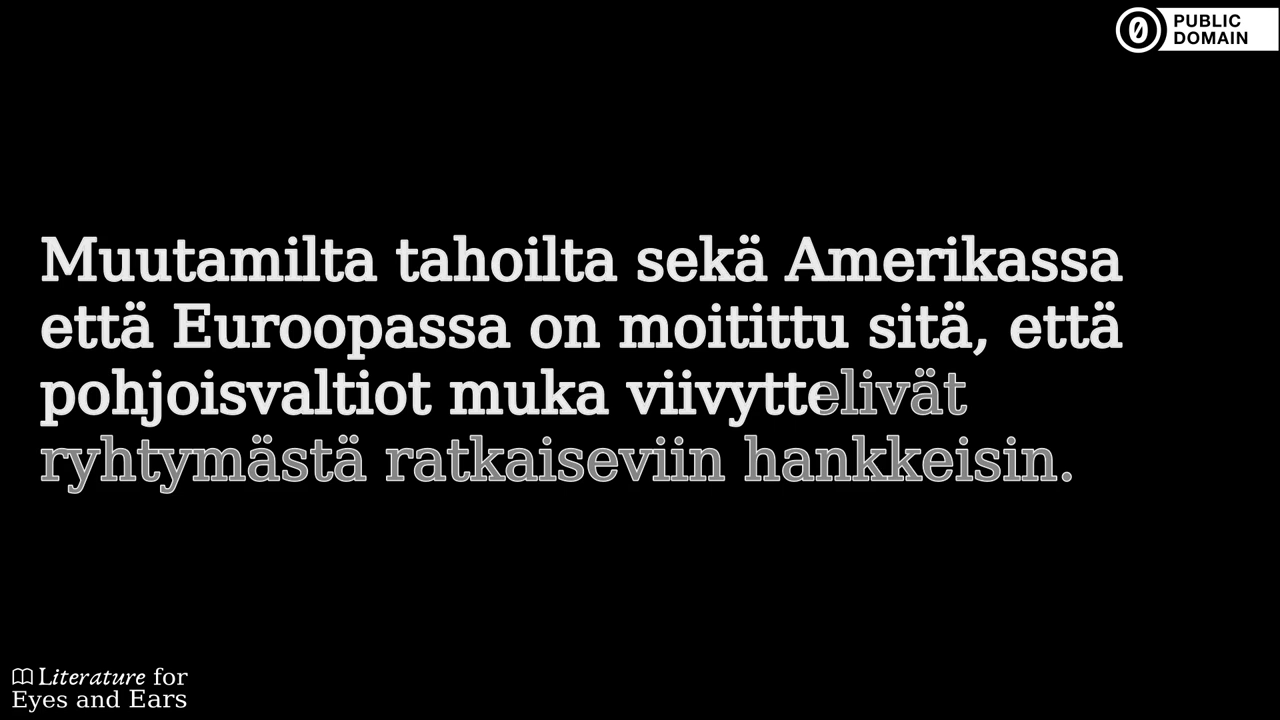 PUBLIC
DOMAIN
Muutamilta tahoilta sekä Amerikassa
että Euroopassa on moitittu sitä, että
pohjoisvaltiot muka viivyttelivät
ryhtymästä ratkaiseviin hankkeisin.
Literature for
Eyes and Ears